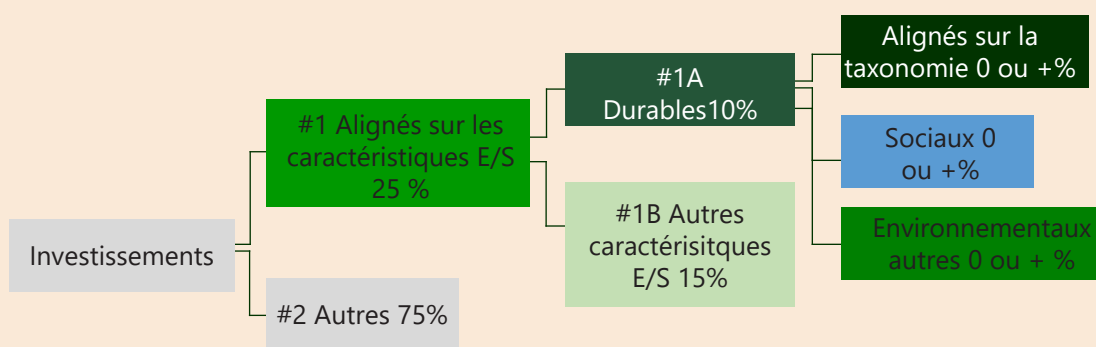 Investissements
#1 Alignés sur les
caractéristiques E/S
25 %
#2 Autres 75%
#1A
Durables10%
#1B Autres
caractérisitques
E/S 15%
Alignés sur la
taxonomie 0 ou +%
Sociaux 0
ou +%
Environnementaux
autres 0 ou + %